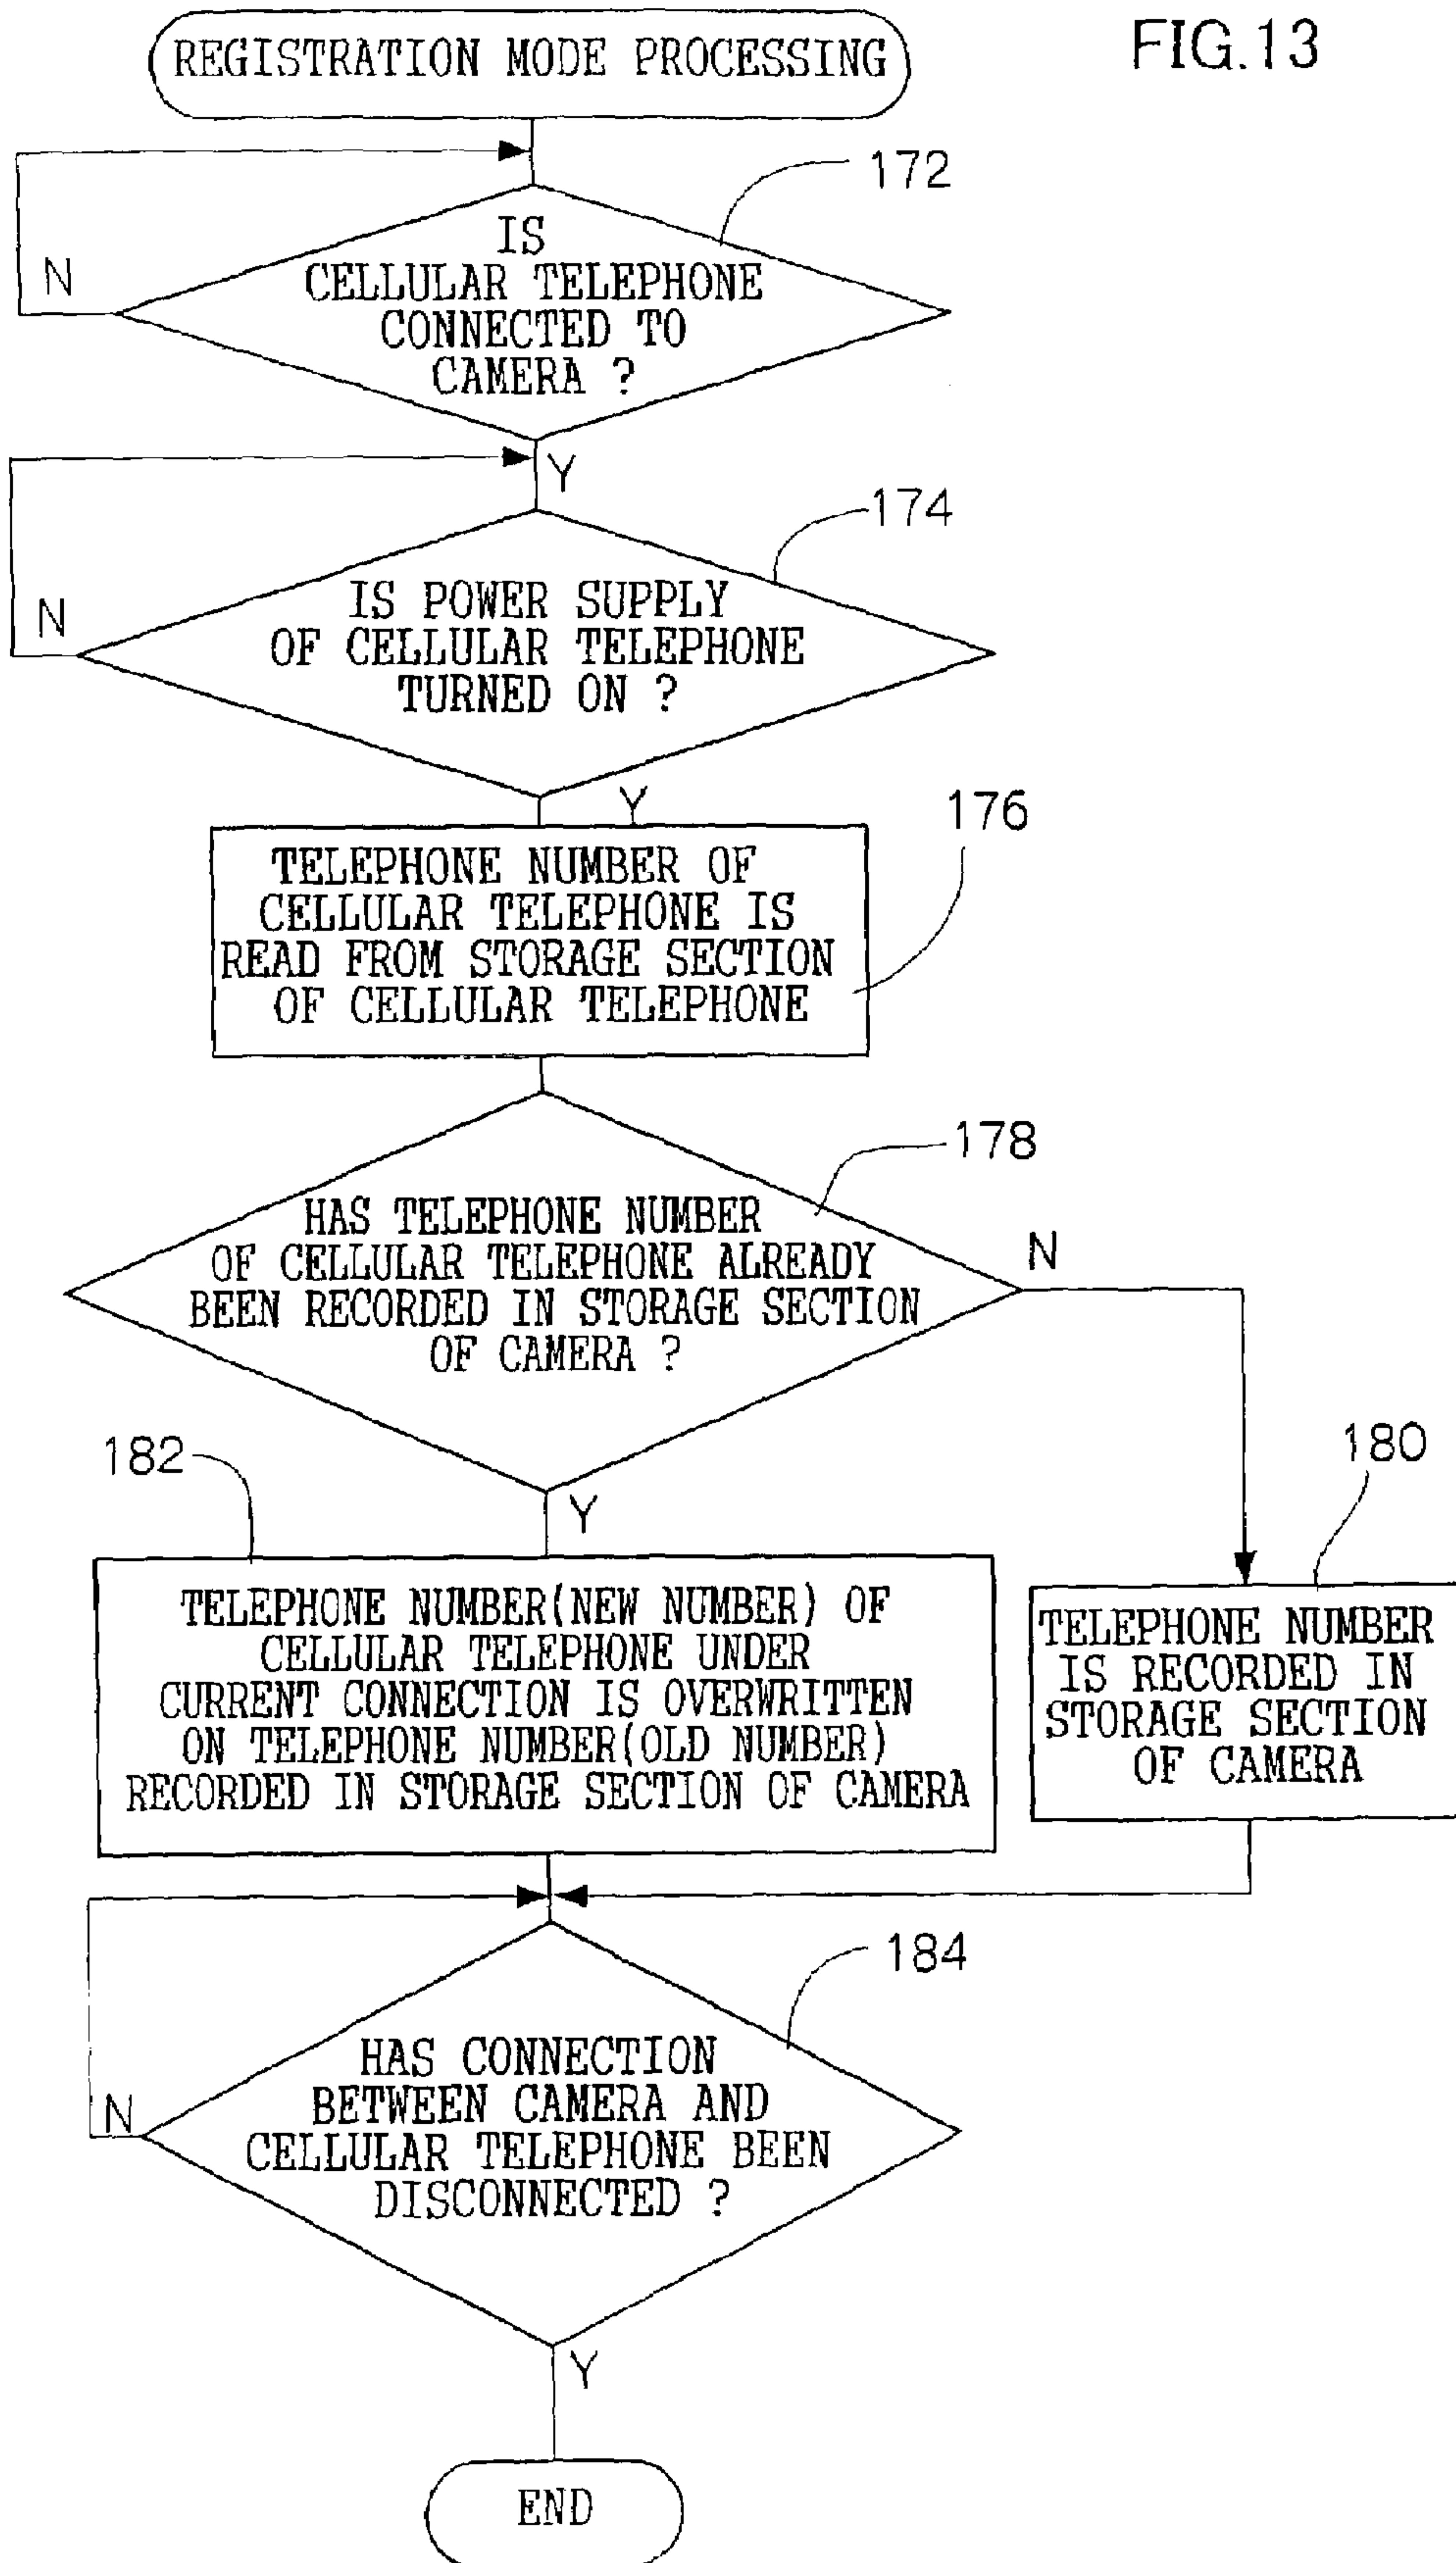 FIG.13
REGISTRATION MODE PROCESSING
172
IS
CELLULAR TELEPHONE
CONNECTED TO
CAMERA ?
N
Y
174
IS POWER SUPPLY
OF CELLULAR TELEPHONE
TURNED ON ?
N
Y
176
TELEPHONE NUMBER OF
CELLULAR TELEPHONE IS
READ FROM STORAGE SECTION
OF CELLULAR TELEPHONE
178
HAS TELEPHONE NUMBER
OF CELLULAR TELEPHONE ALREADY
BEEN RECORDED IN STORAGE SECTION
OF CAMERA ?
N
Y
182
TELEPHONE NUMBER(NEW NUMBER) OF
CELLULAR TELEPHONE UNDER
CURRENT CONNECTION IS OVERWRITTEN
ON TELEPHONE NUMBER(OLD NUMBER)
RECORDED IN STORAGE SECTION OF CAMERA
180
TELEPHONE NUMBER
IS RECORDED IN
STORAGE SECTION
OF CAMERA
184
HAS CONNECTION
BETWEEN CAMERA AND
CELLULAR TELEPHONE BEEN
DISCONNECTED ?
N
Y
END